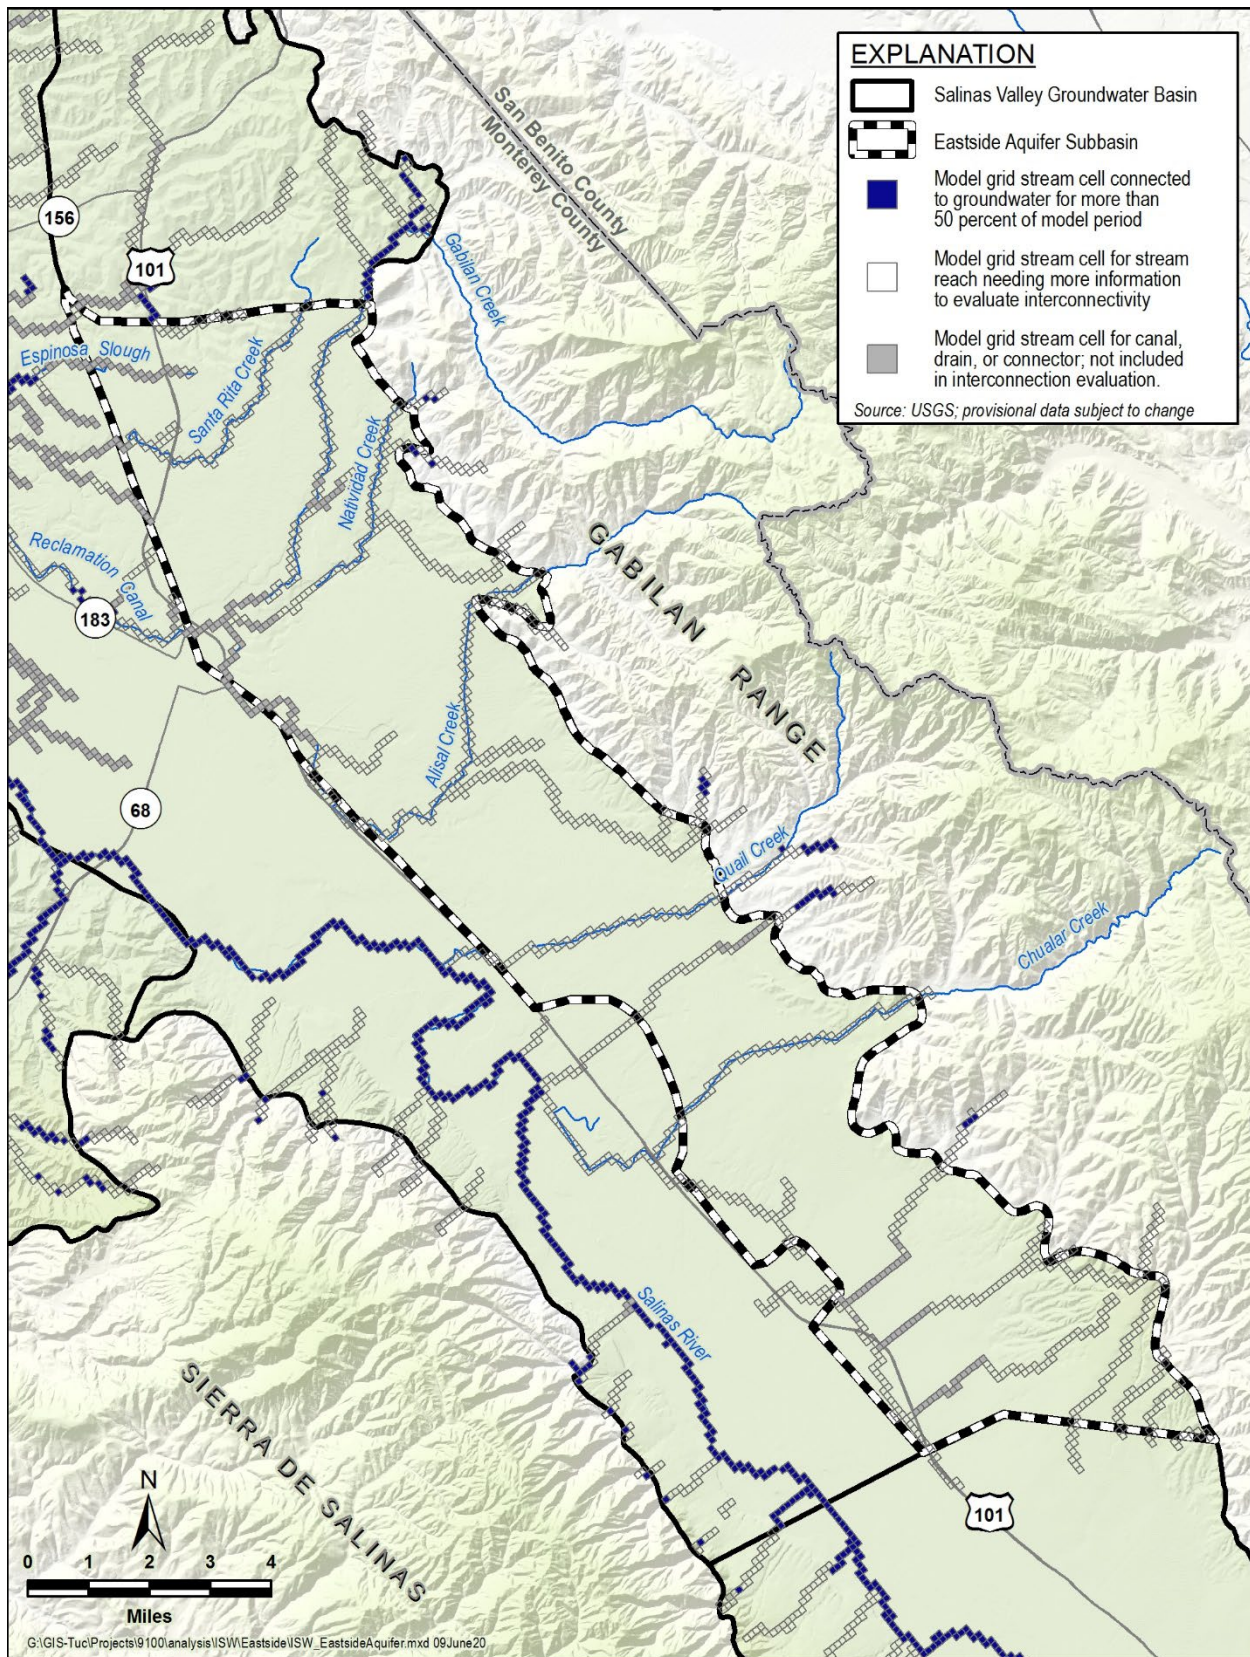 EXPLANATION
Salinas Valley Groundwater Basin
Eastside Aquifer Subbasin
Model grid stream cell connected
to groundwater for more than
50 percent of model period
Model grid stream cell for stream
reach needing more information
to evaluate interconnectivity
Model grid stream cell for canal,
drain, or connector; not included
in interconnection evaluation.
Source: USGS; provisional data subject to change
San Benito County
Monterey County
156
101
Gabilan Creek
Espinosa Slough
Santa Rita Creek
Natividad Creek
Reclamation Canal
183
GABILAN RANGE
Alisal Creek
68
Quail Creek
Chualar Creek
Salinas River
SIERRA DE SALINAS
101
N
0 1 2 3 4
Miles
G:\GIS-Tuc\Projects\9100\analysis\ISW\Eastside\ISW_EastsideAquifer.mxd 09June20